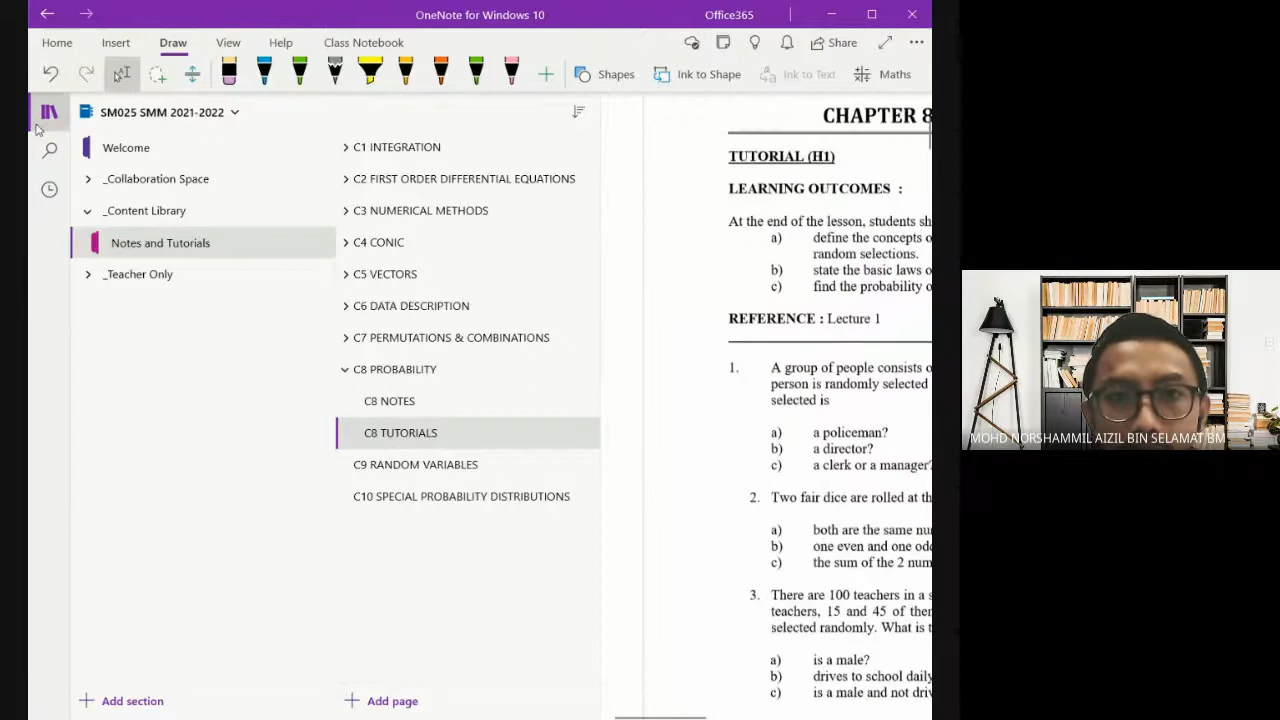 OneNote for Windows 10
Office365
Home
Insert
Draw
View
Help
Class Notebook
Share
Shapes
Ink to Shape
Ink to Text
Maths
SM025 SMM 2021-2022
Welcome
_Collaboration Space
_Content Library
Notes and Tutorials
_Teacher Only
Add section
C1 INTEGRATION
C2 FIRST ORDER DIFFERENTIAL EQUATIONS
C3 NUMERICAL METHODS
C4 CONIC
C5 VECTORS
C6 DATA DESCRIPTION
C7 PERMUTATIONS & COMBINATIONS
C8 PROBABILITY
C8 NOTES
C8 TUTORIALS
C9 RANDOM VARIABLES
C10 SPECIAL PROBABILITY DISTRIBUTIONS
Add page
CHAPTER 8
TUTORIAL (H1)
LEARNING OUTCOMES :
At the end of the lesson, students sh
a) define the concepts o
random selections.
b) state the basic laws o
c) find the probability o
REFERENCE : Lecture 1
1. A group of people consists o
person is randomly selected
selected is
a) a policeman?
b) a director?
c) a clerk or a manager?
2. Two fair dice are rolled at th
a) both are the same nu
b) one even and one od
c) the sum of the 2 num
3. There are 100 teachers in a s
teachers, 15 and 45 of ther
selected randomly. What is t
a) is a male?
b) drives to school daily
c) is a male and not driv
MOHD NORSHAMMIL AIZIL BIN SELAMAT BM